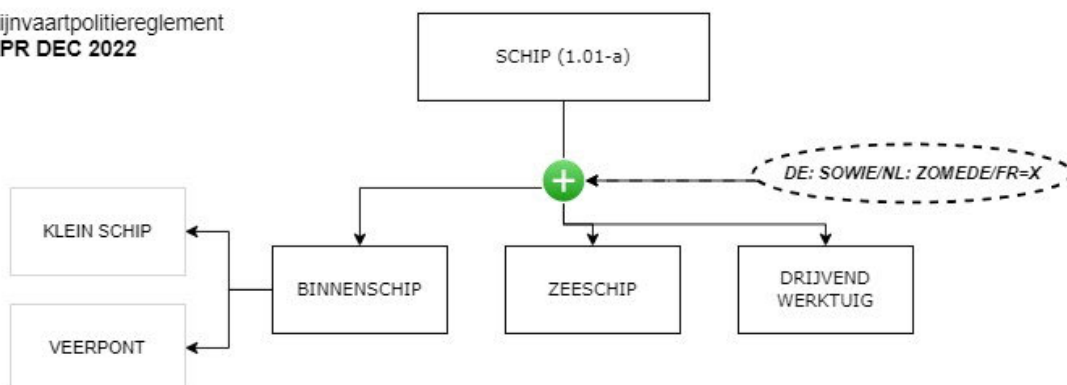 ijnvaartpolitiereglement
PR DEC 2022
SCHIP (1.01-a)
DE: SOWIE/NL: ZOMEDE/FR=X
KLEIN SCHIP
BINNENSCHIP
ZEESCHIP
DRIJVEND
WERKTUIG
VEERPONT